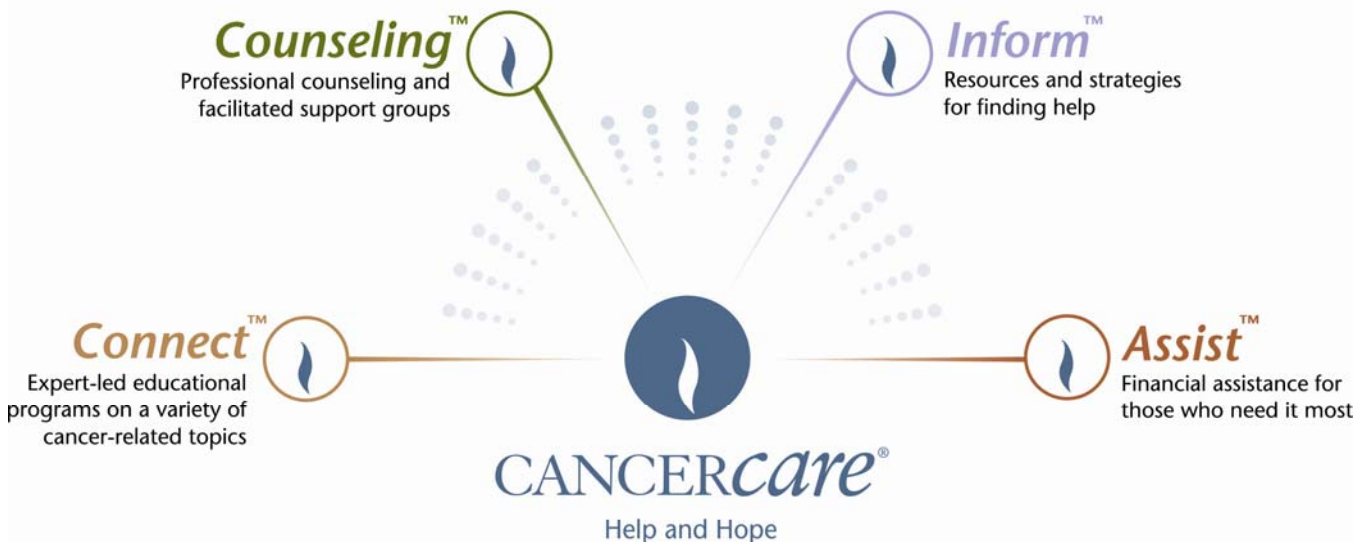 Counseling™
Professional counseling and
facilitated support groups
Inform™
Resources and strategies
for finding help
Connect™
Expert-led educational
programs on a variety of
cancer-related topics
Assist™
Financial assistance for
those who need it most
CANCERcare®
Help and Hope